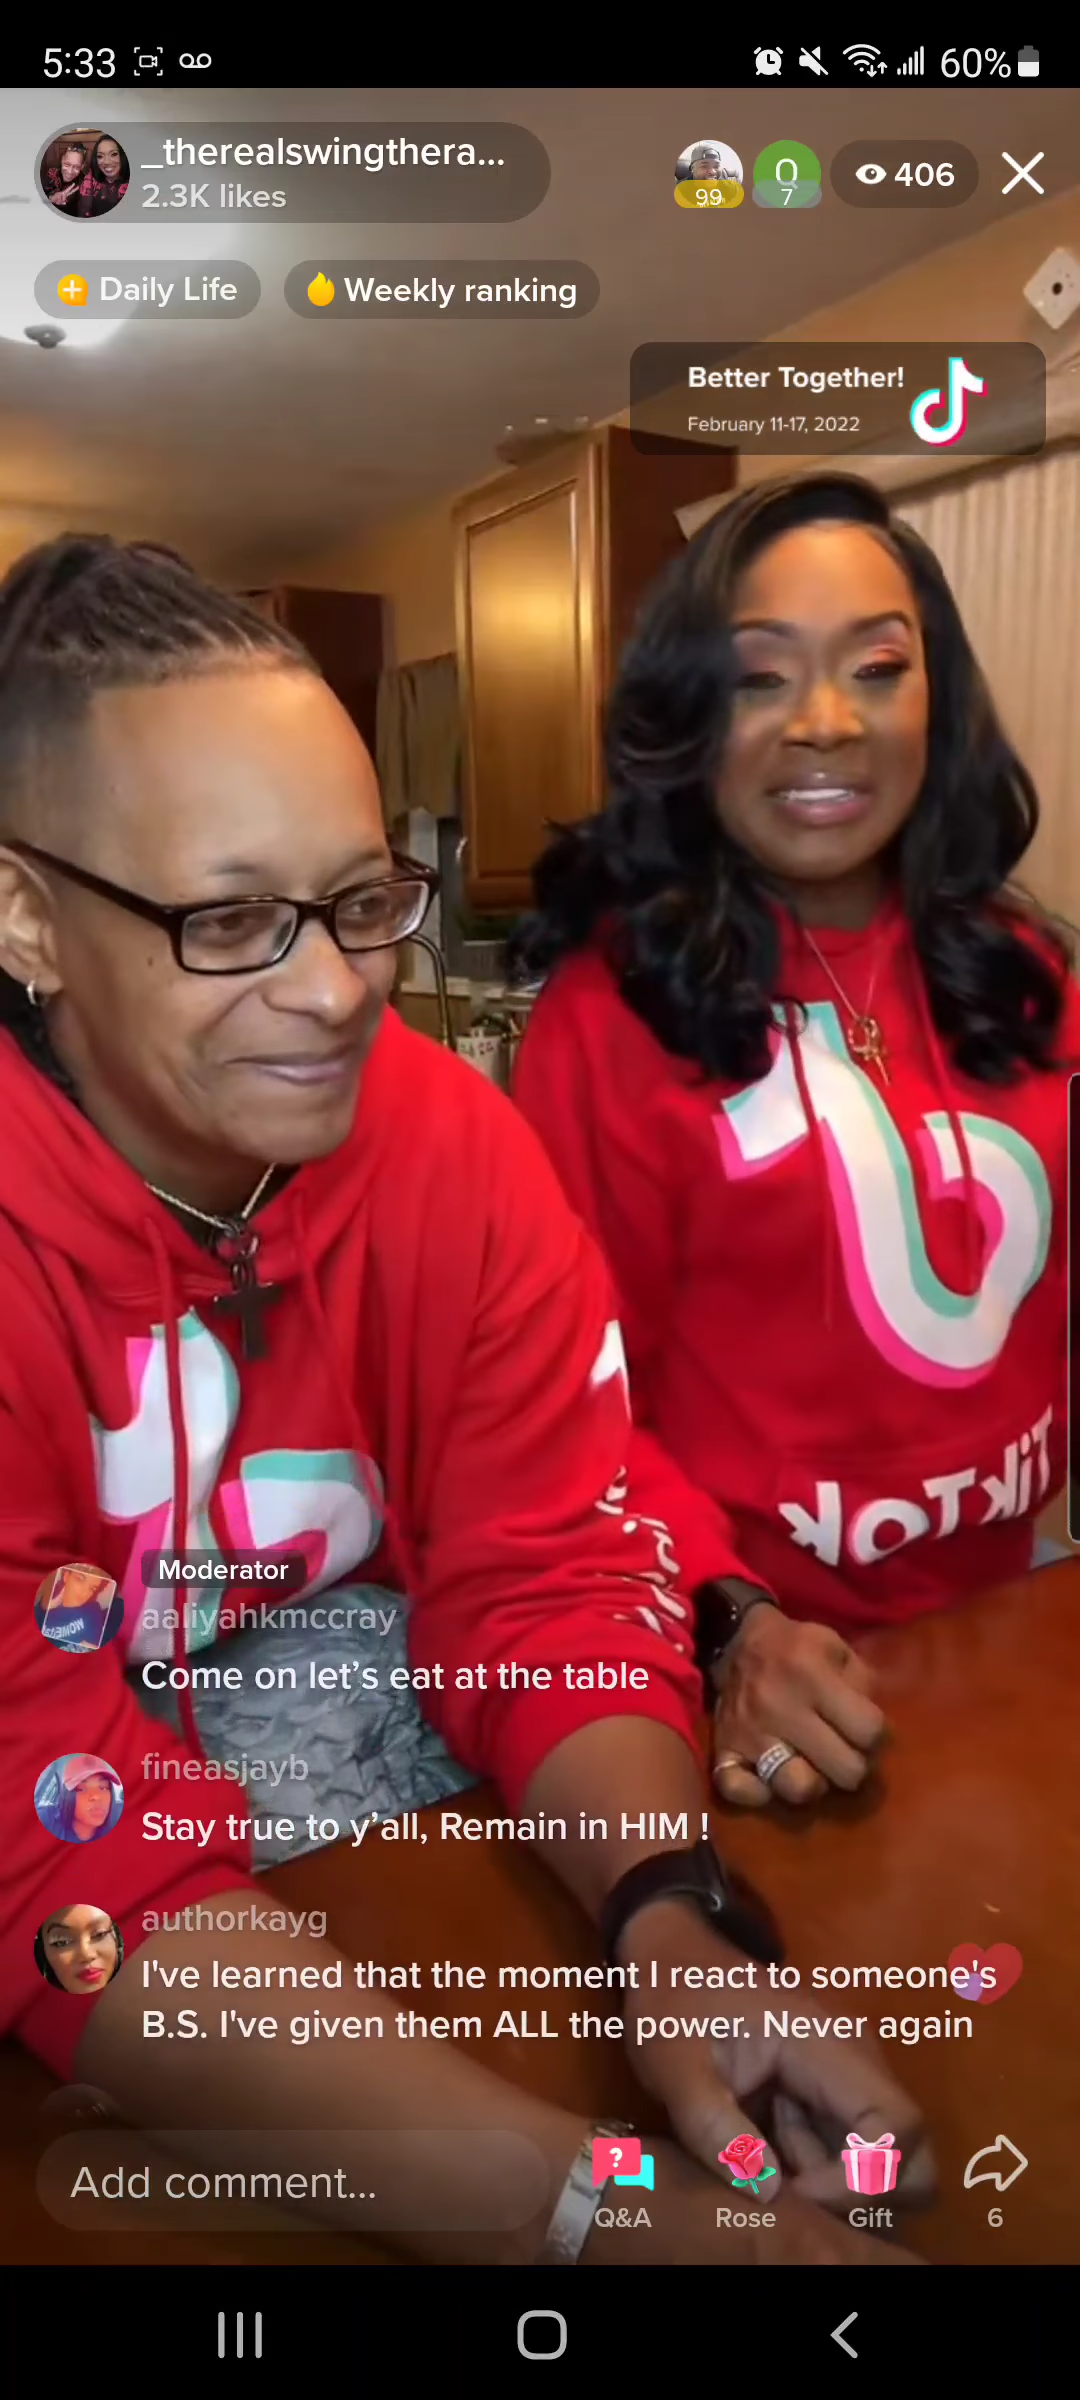 5:33
60%
_therealswingthera...
2.3K likes
99
Q
7
406
Daily Life
Weekly ranking
Better Together!
February 11-17, 2022
TikTok
Moderator
aaliyahkmccray
Come on let’s eat at the table
fineasjayb
Stay true to y’all, Remain in HIM !
authorkayg
I've learned that the moment I react to someone's
B.S. I've given them ALL the power. Never again
Add comment...
Q&A
Rose
Gift
6